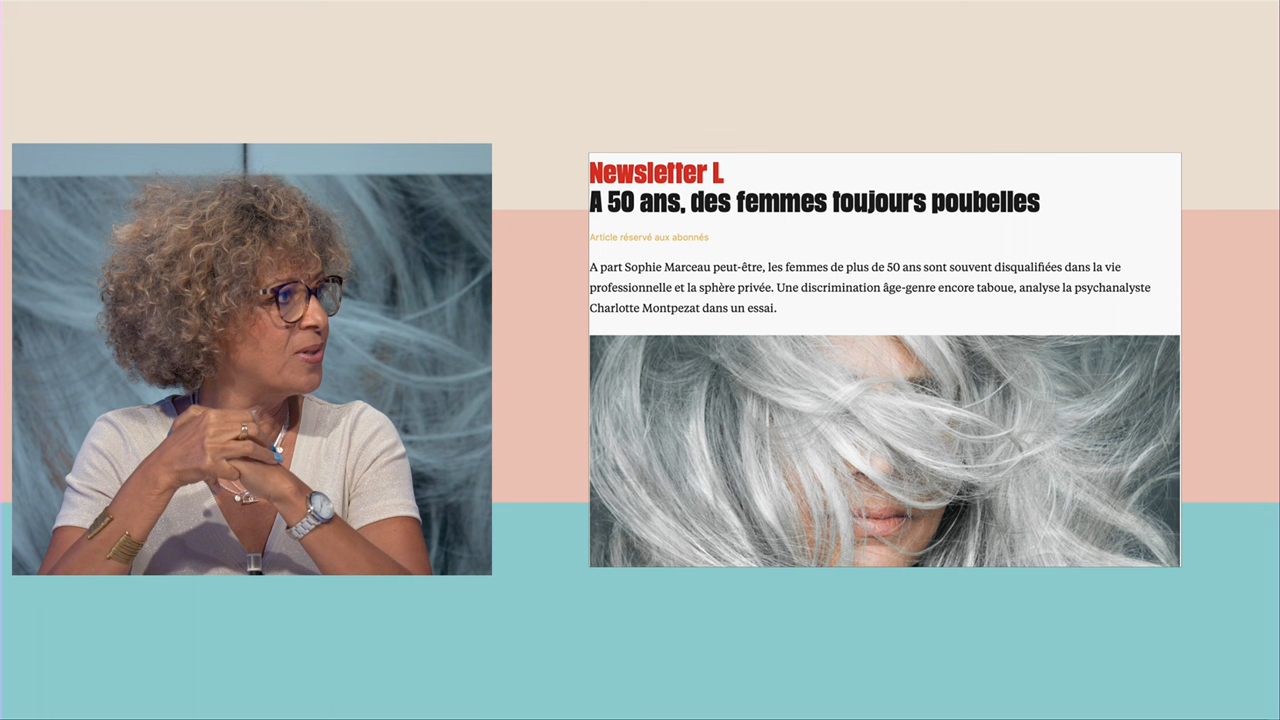 Newsletter L
A 50 ans, des femmes toujours poubelles
Article réservé aux abonnés
A part Sophie Marceau peut-être, les femmes de plus de 50 ans sont souvent disqualifiées dans la vie
professionnelle et la sphère privée. Une discrimination âge-genre encore taboue, analyse la psychanalyste
Charlotte Montpezat dans un essai.